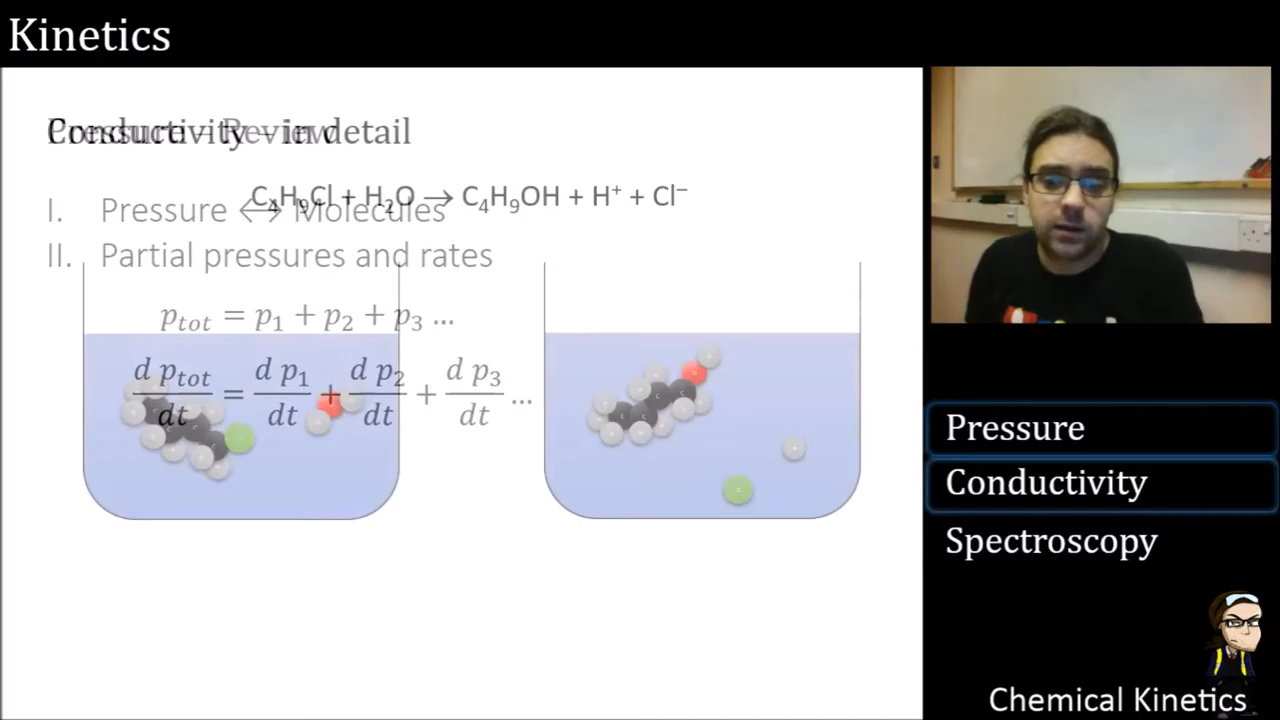 Kinetics
Pressure – Review
Conductivity – in detail
C₄H₉Cl + H₂O → C₄H₉OH + H⁺ + Cl⁻
I. Pressure ⇔ Molecules
II. Partial pressures and rates
p_tot = p₁ + p₂ + p₃ ...
d p_tot / dt = d p₁ / dt + d p₂ / dt + d p₃ / dt ...
Pressure
Conductivity
Spectroscopy
Chemical Kinetics